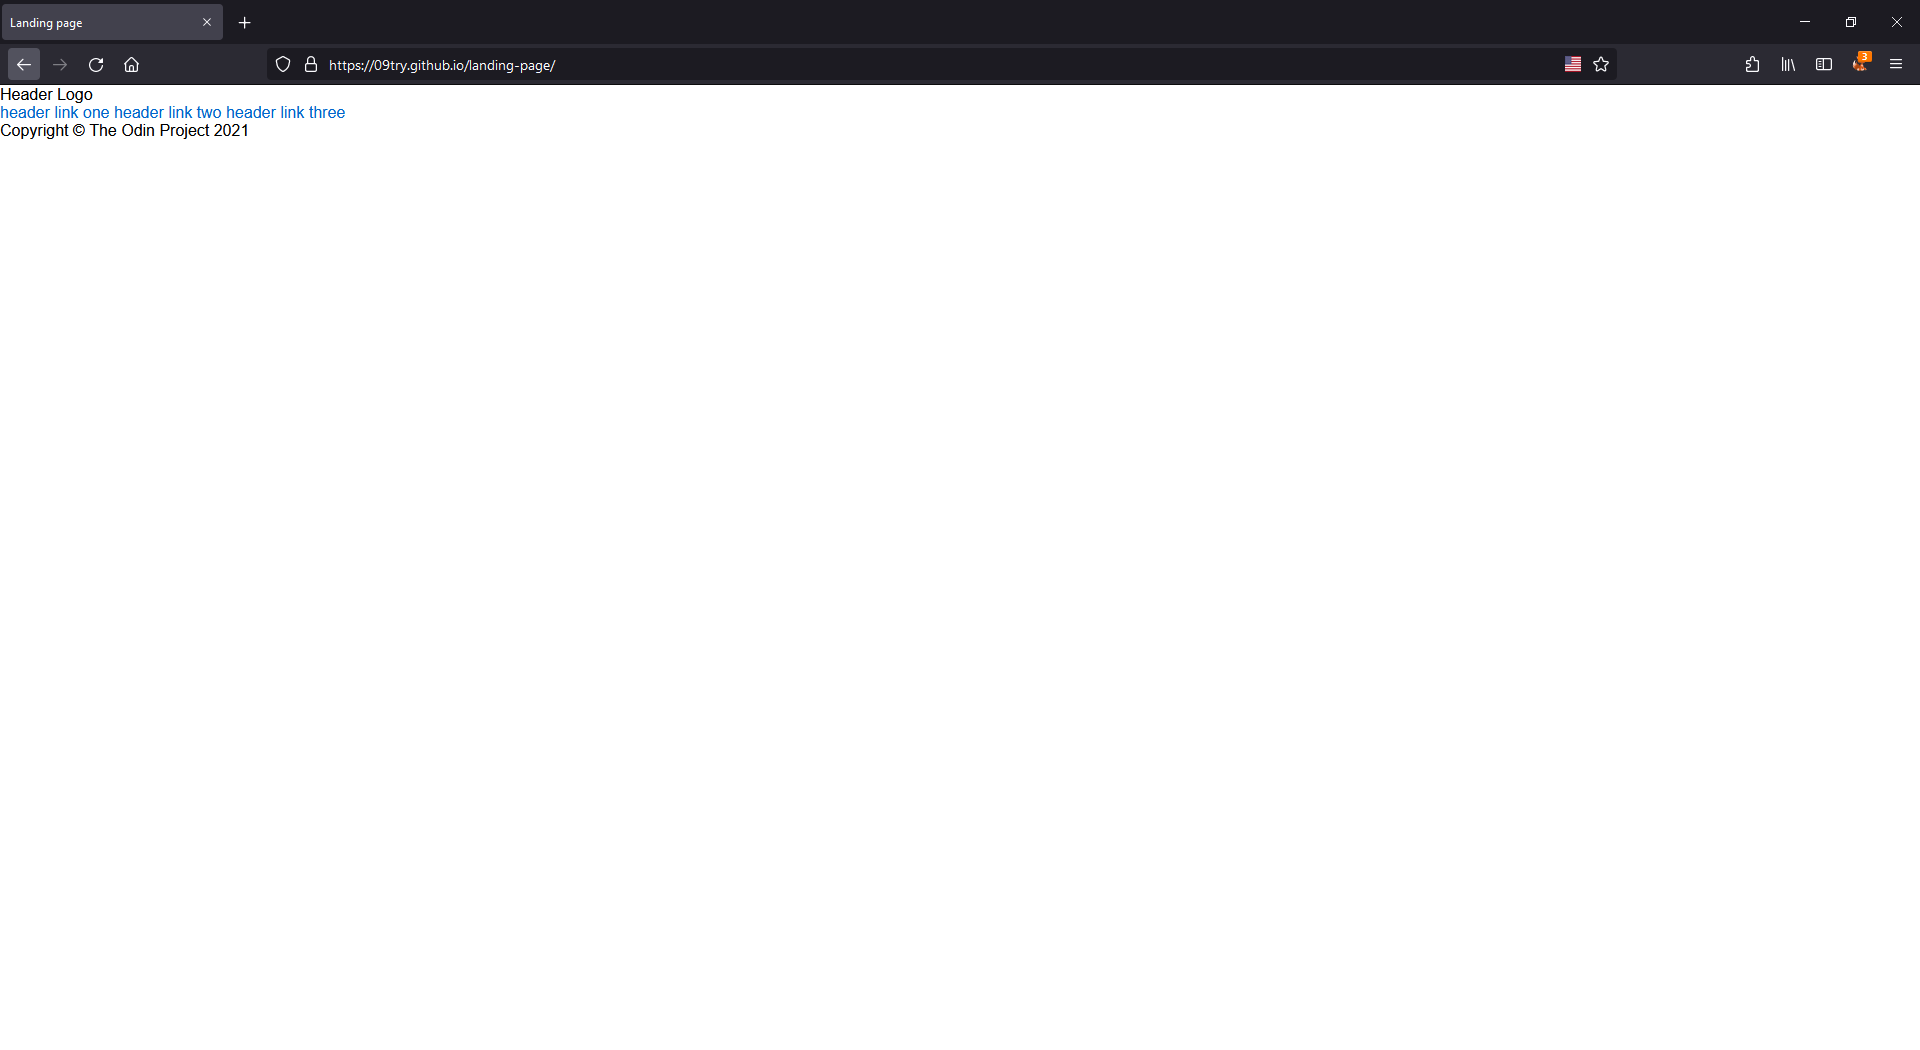 Landing page
https://09try.github.io/landing-page/
3
Header Logo
header link one header link two header link three
Copyright © The Odin Project 2021